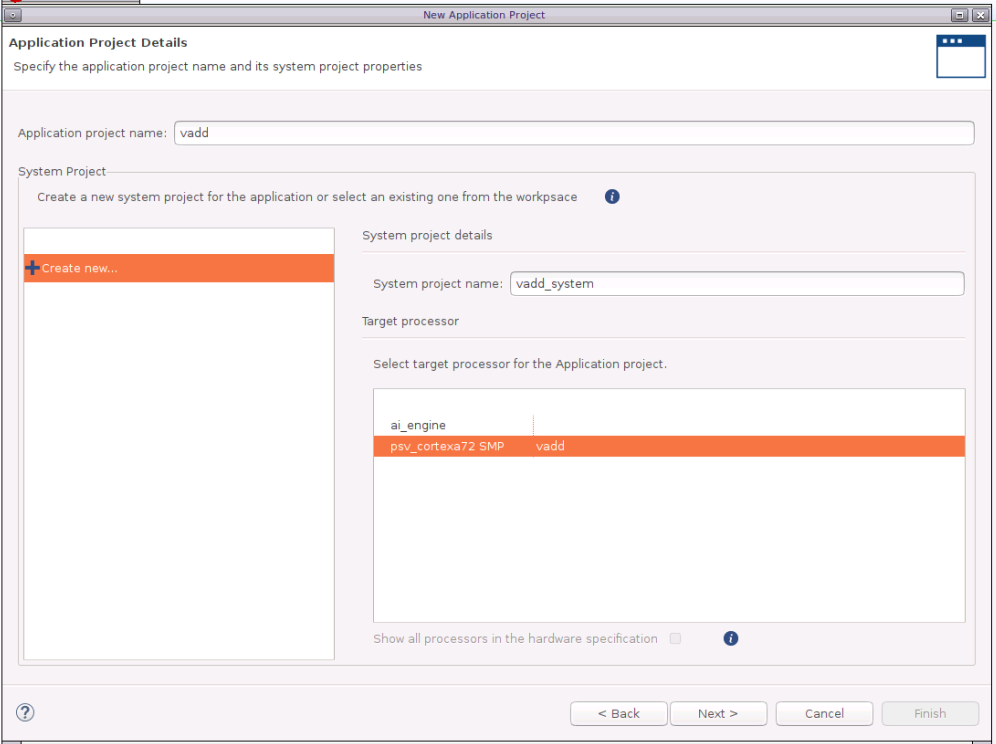 New Application Project
Application Project Details
Specify the application project name and its system project properties
Application project name: vadd
System Project
Create a new system project for the application or select an existing one from the workpsace
Create new...
System project details
System project name: vadd_system
Target processor
Select target processor for the Application project.
ai_engine
psv_cortexa72 SMP vadd
Show all processors in the hardware specification
< Back Next > Cancel Finish